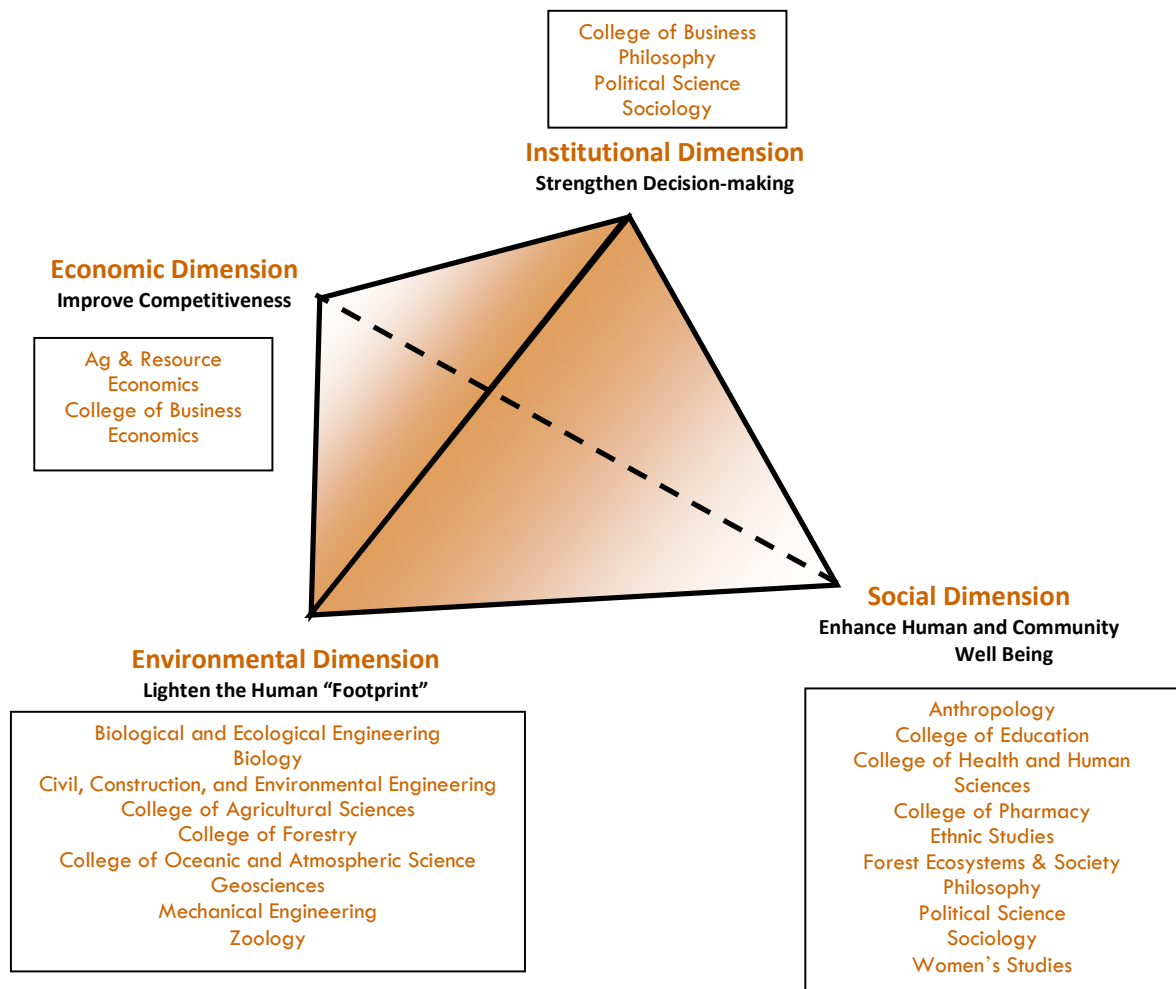 College of Business
Philosophy
Political Science
Sociology
Institutional Dimension
Strengthen Decision-making
Economic Dimension
Improve Competitiveness
Ag & Resource
Economics
College of Business
Economics
Social Dimension
Enhance Human and Community
Well Being
Environmental Dimension
Lighten the Human “Footprint”
Biological and Ecological Engineering
Biology
Civil, Construction, and Environmental Engineering
College of Agricultural Sciences
College of Forestry
College of Oceanic and Atmospheric Science
Geosciences
Mechanical Engineering
Zoology
Anthropology
College of Education
College of Health and Human
Sciences
College of Pharmacy
Ethnic Studies
Forest Ecosystems & Society
Philosophy
Political Science
Sociology
Women’s Studies